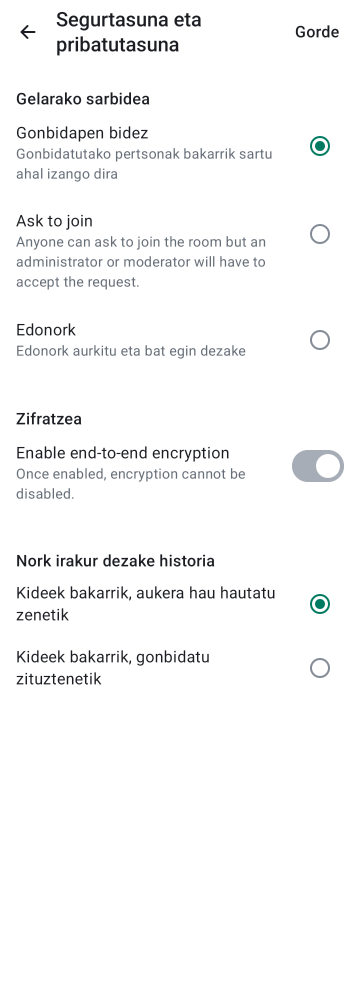 Segurtasuna eta
pribatutasuna
Gorde
Gelarako sarbidea
Gonbidapen bidez
Gonbidatutako pertsonak bakarrik sartu
ahal izango dira
Ask to join
Anyone can ask to join the room but an
administrator or moderator will have to
accept the request.
Edonork
Edonork aurkitu eta bat egin dezake
Zifratzea
Enable end-to-end encryption
Once enabled, encryption cannot be
disabled.
Nork irakur dezake historia
Kideek bakarrik, aukera hau hautatu
zenetik
Kideek bakarrik, gonbidatu
zituztenetik